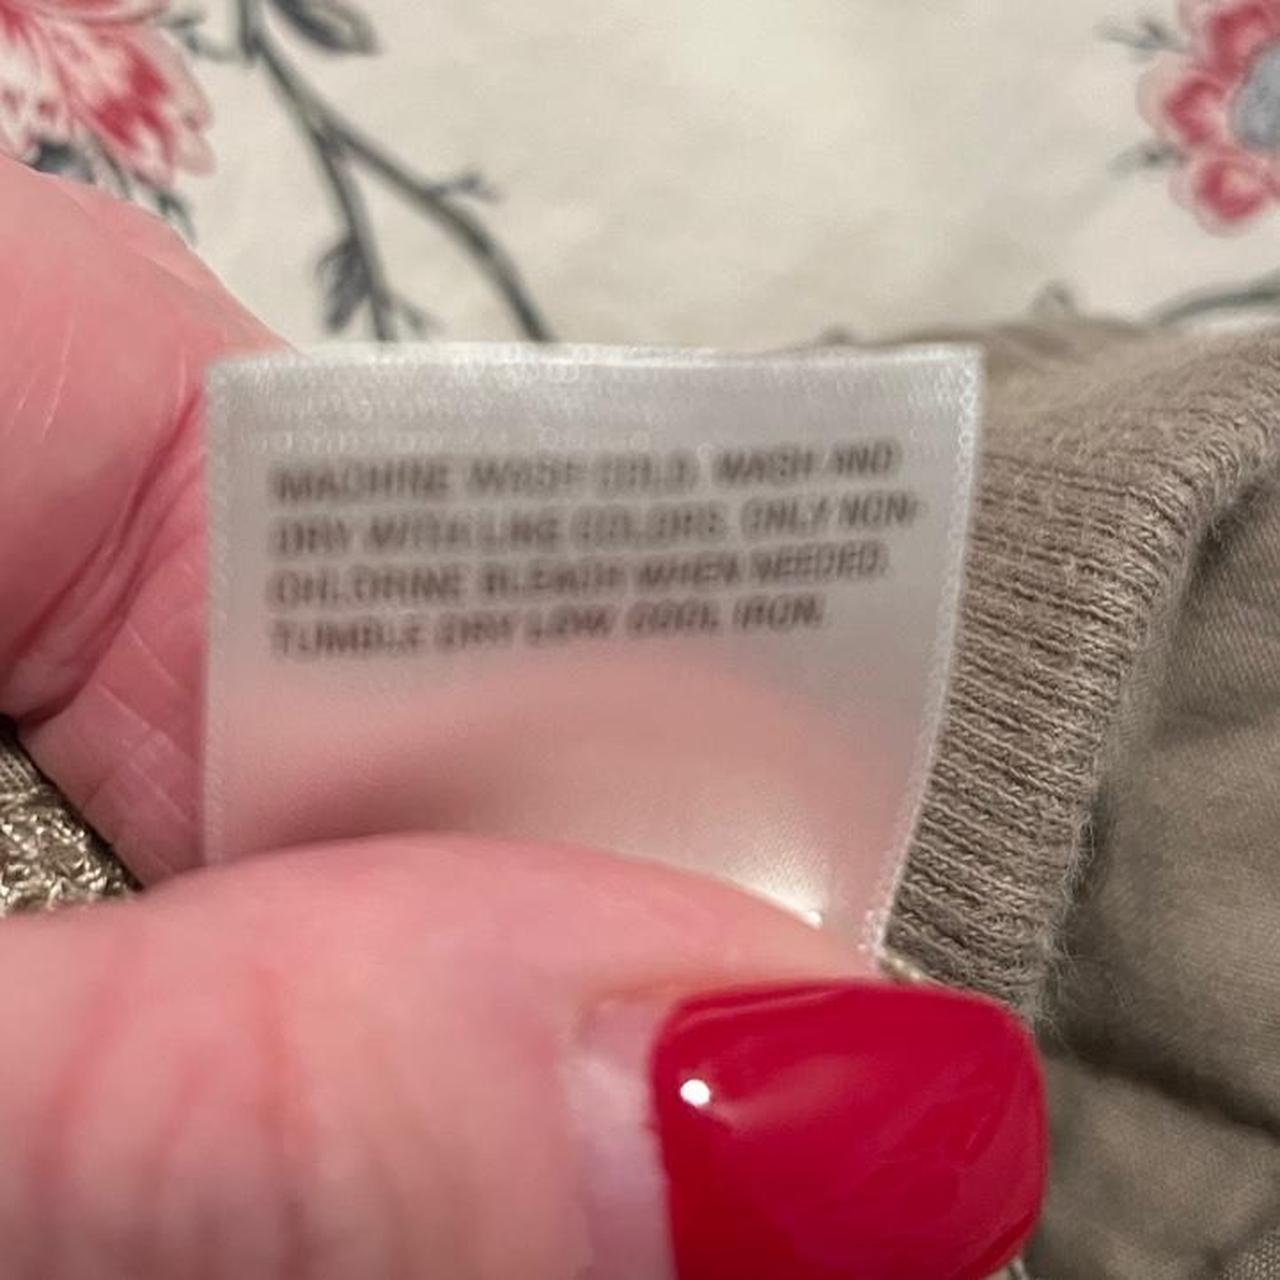 MACHINE WASH COLD. WASH AND
DRY WITH LIKE COLORS. ONLY NON-
CHLORINE BLEACH WHEN NEEDED.
TUMBLE DRY LOW. COOL IRON.